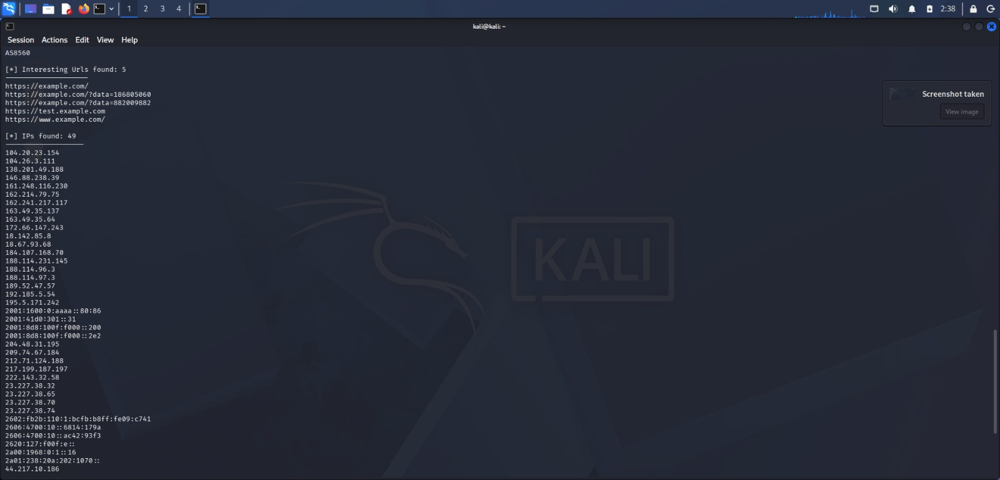 1 2 3 4
2:38
kali@kali: ~
Session Actions Edit View Help
AS8560
[*] Interesting Urls found: 5
https://example.com/
https://example.com/?data=186805060
https://example.com/?data=882009882
https://test.example.com
https://www.example.com/
[*] IPs found: 49
104.20.23.154
104.26.3.111
138.201.49.188
146.88.238.39
161.248.116.230
162.214.79.75
162.241.217.117
163.49.35.137
163.49.35.64
172.66.147.243
18.142.85.8
18.67.93.68
184.107.168.70
188.114.231.145
188.114.96.3
188.114.97.3
189.52.47.57
192.185.5.54
195.5.171.242
2001:1600:0:aaaa::80:86
2001:41d0:301::31
2001:8d8:100f:f000::200
2001:8d8:100f:f000::2e2
204.48.31.195
209.74.67.184
212.71.124.188
217.199.187.197
222.143.32.58
23.227.38.32
23.227.38.65
23.227.38.70
23.227.38.74
2602:fb2b:110:1:bcfb:b8ff:fe09:c741
2606:4700:10::6814:179a
2606:4700:10::ac42:93f3
2620:127:f00f:e::
2a00:1968:0:1::16
2a01:238:20a:202:1070::
44.217.10.186
Screenshot taken
View image
KALI